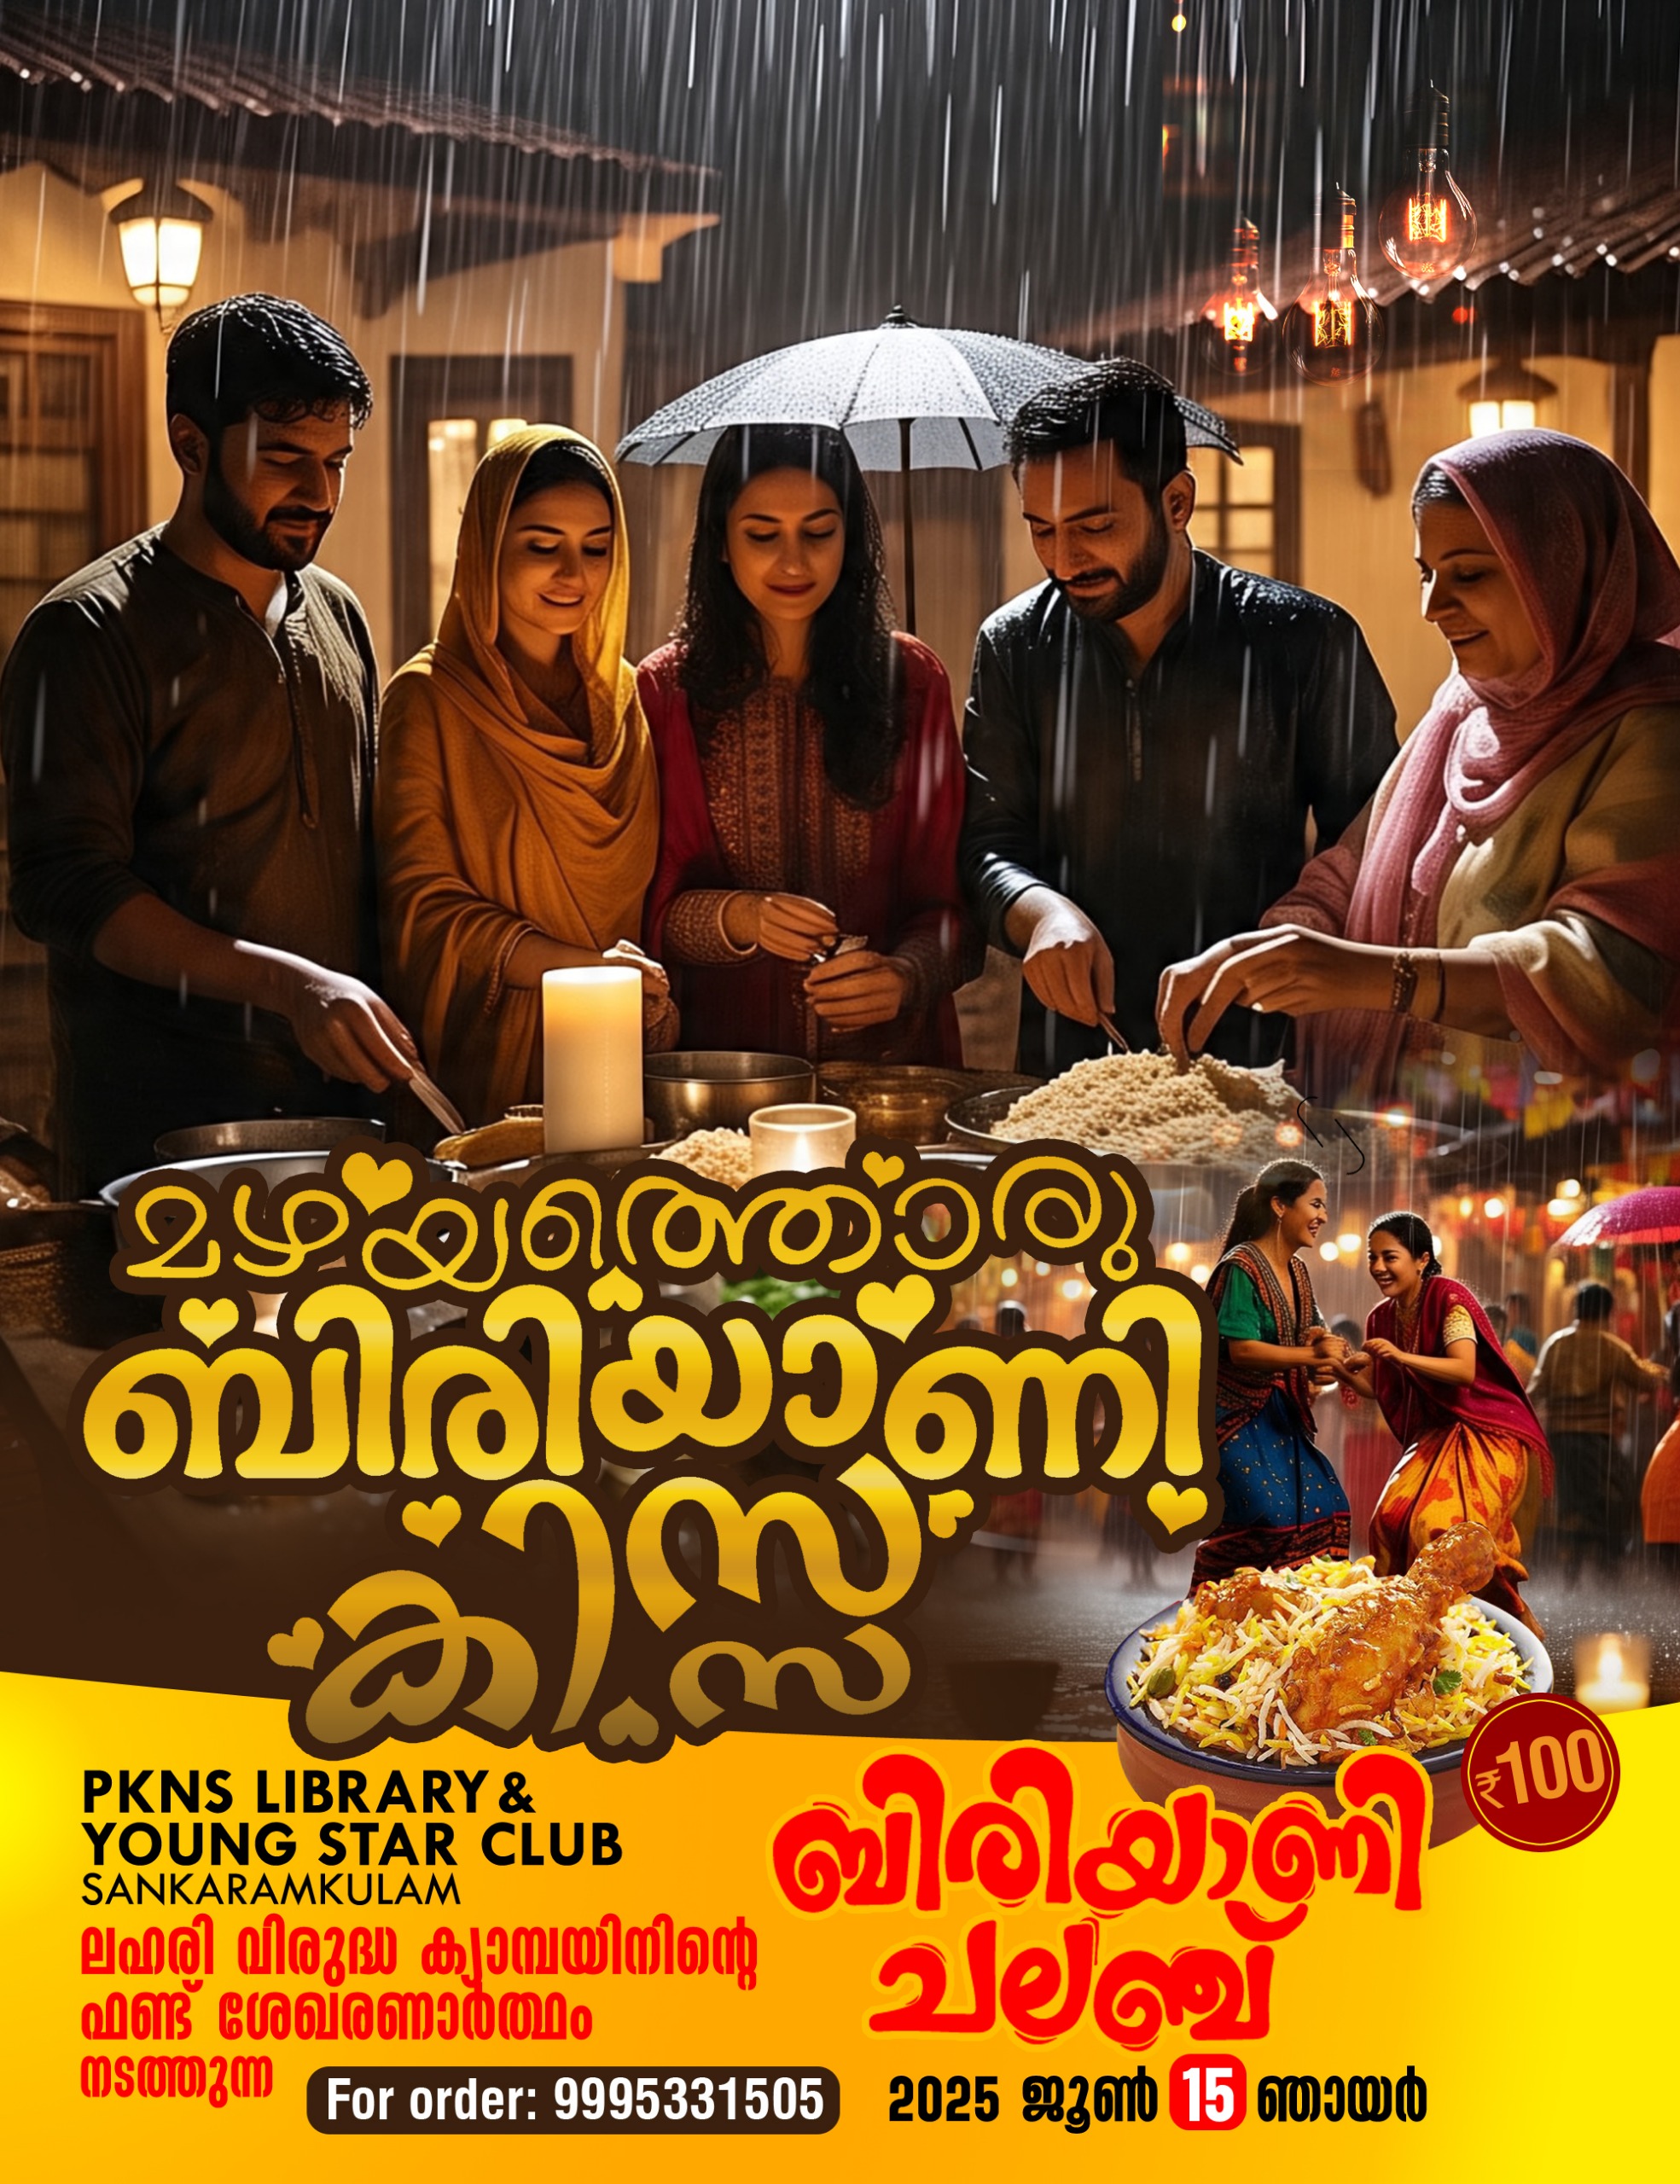 മഴയത്തൊരു
ബിരിയാണി
കിസ്സ
PKNS LIBRARY &
YOUNG STAR CLUB
SANKARAMKULAM
ലഹരി വിരുദ്ധ ക്യാമ്പയിനിന്റെ
ഫണ്ട് ശേഖരണാർത്ഥം
നടത്തുന്ന
For order: 9995331505
₹100
ബിരിയാണി
ചലഞ്ച്
2025 ജൂൺ 15 ഞായർ